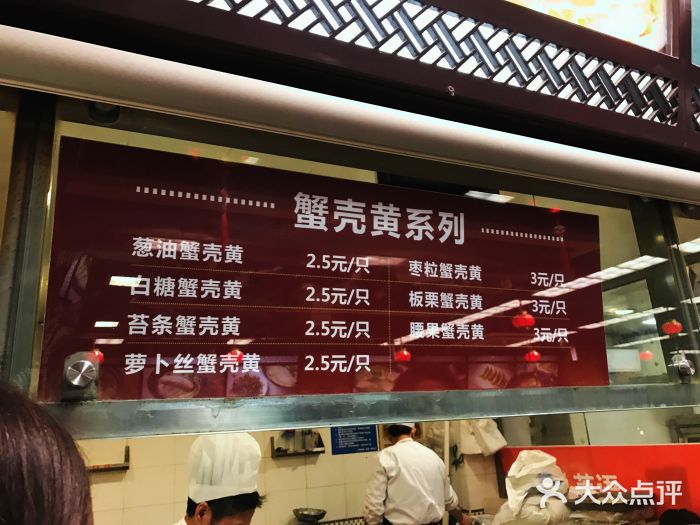 蟹壳黄系列
葱油蟹壳黄 2.5元/只
白糖蟹壳黄 2.5元/只
苔条蟹壳黄 2.5元/只
萝卜丝蟹壳黄 2.5元/只
枣粒蟹壳黄 3元/只
板栗蟹壳黄 3元/只
腰果蟹壳黄 3元/只
大众点评